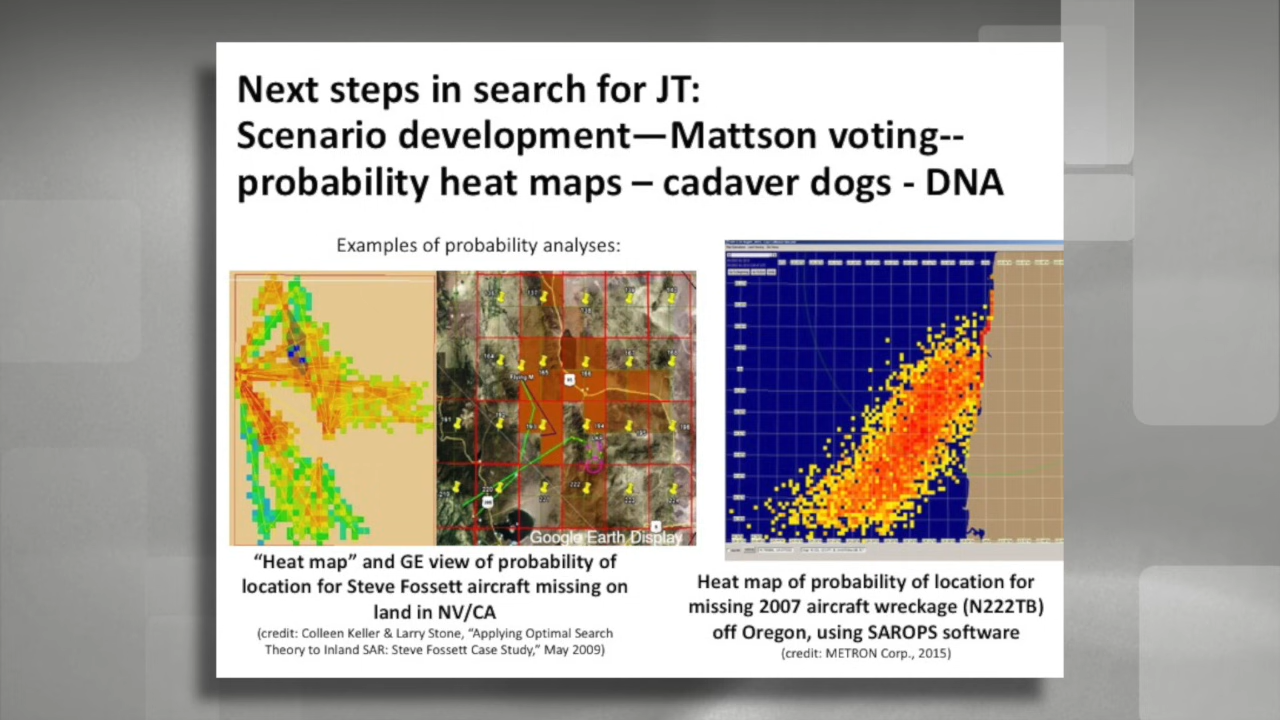 Next steps in search for JT:
Scenario development—Mattson voting--
probability heat maps – cadaver dogs - DNA
Examples of probability analyses:
Flying M
Google Earth Display
“Heat map” and GE view of probability of
location for Steve Fossett aircraft missing on
land in NV/CA
(credit: Colleen Keller & Larry Stone, “Applying Optimal Search
Theory to Inland SAR: Steve Fossett Case Study,” May 2009)
Heat map of probability of location for
missing 2007 aircraft wreckage (N222TB)
off Oregon, using SAROPS software
(credit: METRON Corp., 2015)